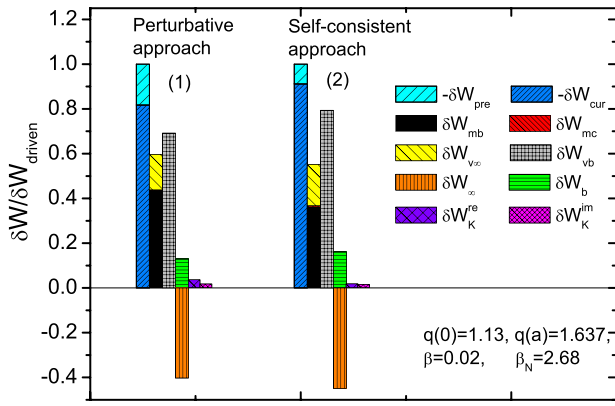 Perturbative approach
Self-consistent approach
(1)
(2)
δW/δW_driven
1.0
0.8
0.6
0.4
0.2
0.0
-0.2
-0.4
-δW_pre
-δW_cur
δW_mb
δW_mc
δW_v∞
δW_vb
δW_∞
δW_b
δW_K^re
δW_K^im
q(0)=1.13, q(a)=1.637,
β=0.02, β_N=2.68